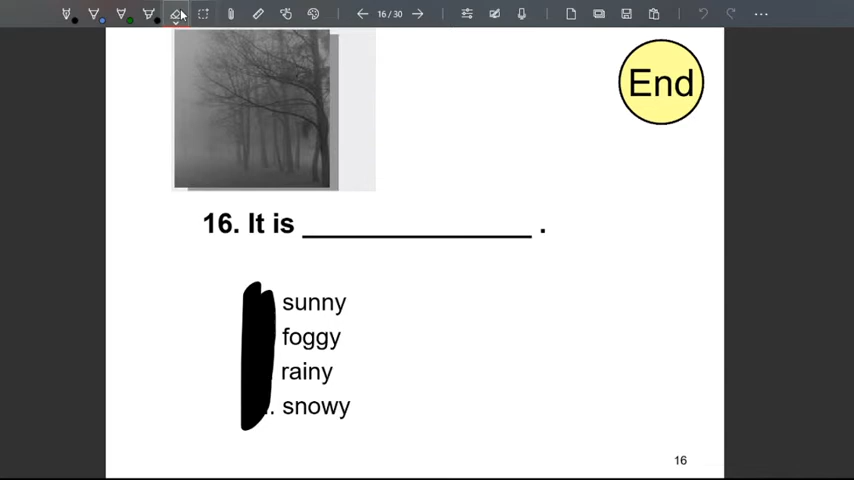 16 / 30
End
16. It is ________________ .
sunny
foggy
. rainy
.. snowy
16